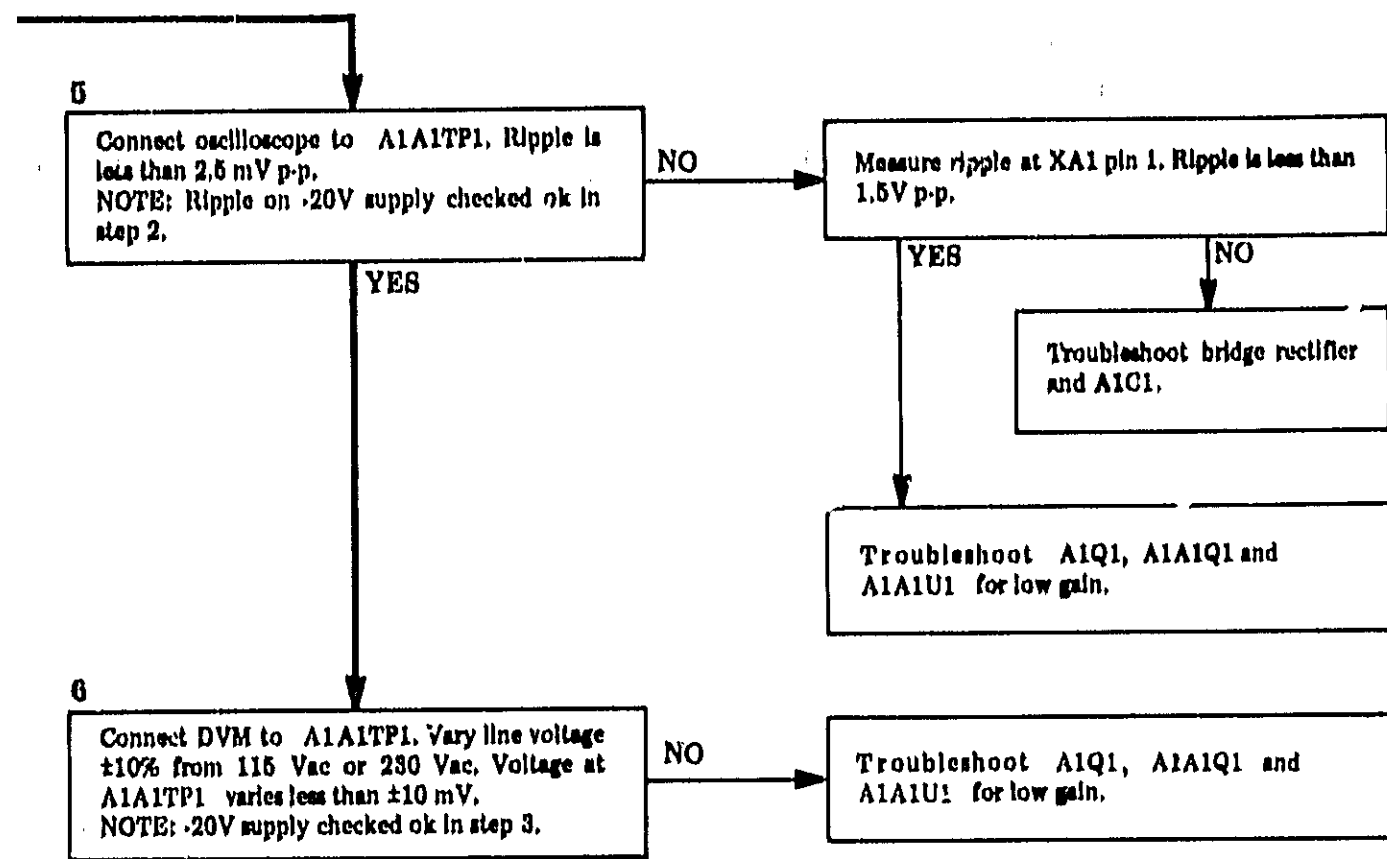 5
Connect oscilloscope to A1A1TP1. Ripple is
less than 2.5 mV p-p.
NOTE: Ripple on -20V supply checked ok in
step 2.
NO
Measure ripple at XA1 pin 1. Ripple is less than
1.5V p-p.
YES
YES
NO
Troubleshoot bridge rectifier
and A1C1.
Troubleshoot A1Q1, A1A1Q1 and
A1A1U1 for low gain.
6
Connect DVM to A1A1TP1. Vary line voltage
±10% from 115 Vac or 230 Vac. Voltage at
A1A1TP1 varies less than ±10 mV.
NOTE: -20V supply checked ok in step 3.
NO
Troubleshoot A1Q1, A1A1Q1 and
A1A1U1 for low gain.